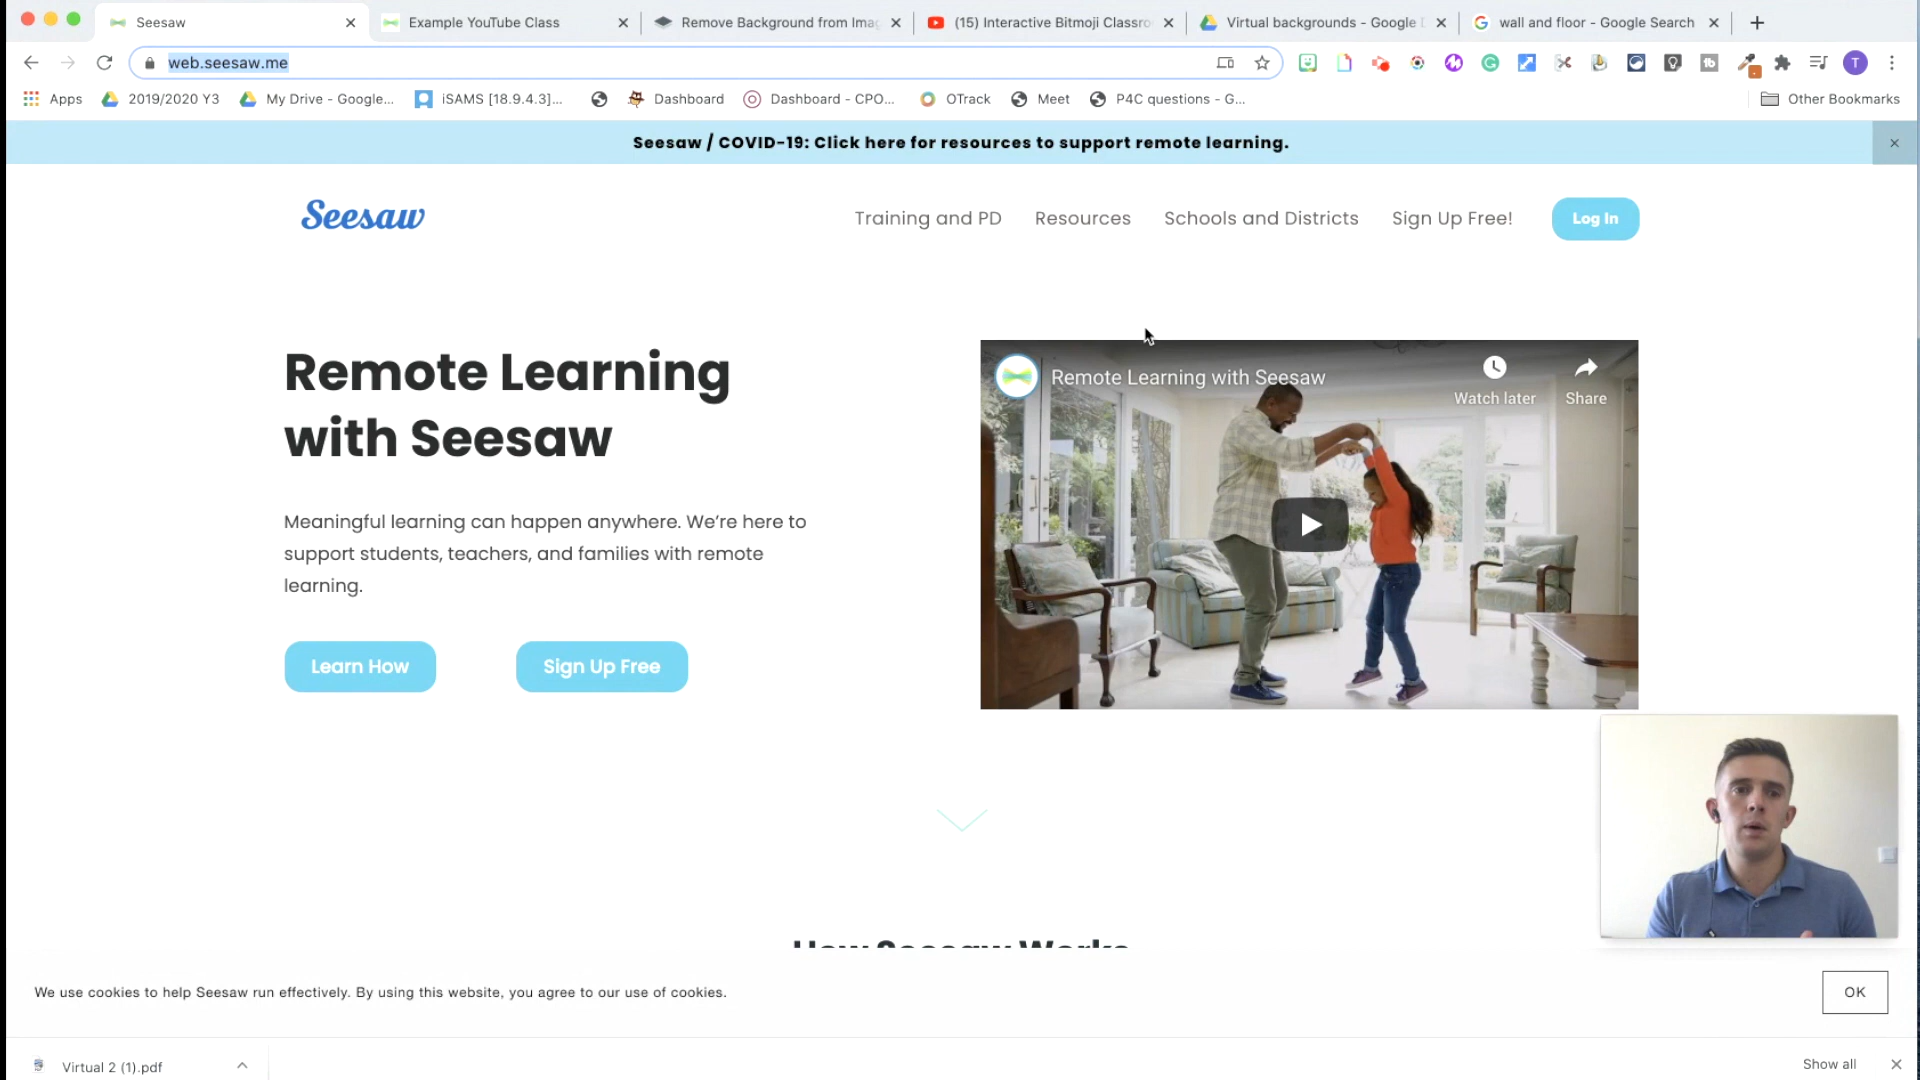 Seesaw
Example YouTube Class
Remove Background from Imag
(15) Interactive Bitmoji Classro
Virtual backgrounds - Google D
wall and floor - Google Search
web.seesaw.me
T
Apps
2019/2020 Y3
My Drive - Google...
iSAMS [18.9.4.3]...
Dashboard
Dashboard - CPO...
OTrack
Meet
P4C questions - G...
Other Bookmarks
Seesaw / COVID-19: Click here for resources to support remote learning.
Seesaw
Training and PD
Resources
Schools and Districts
Sign Up Free!
Log In
Remote Learning
with Seesaw
Meaningful learning can happen anywhere. We're here to
support students, teachers, and families with remote
learning.
Learn How
Sign Up Free
Remote Learning with Seesaw
Watch later
Share
How Seesaw Works
We use cookies to help Seesaw run effectively. By using this website, you agree to our use of cookies.
OK
Virtual 2 (1).pdf
Show all